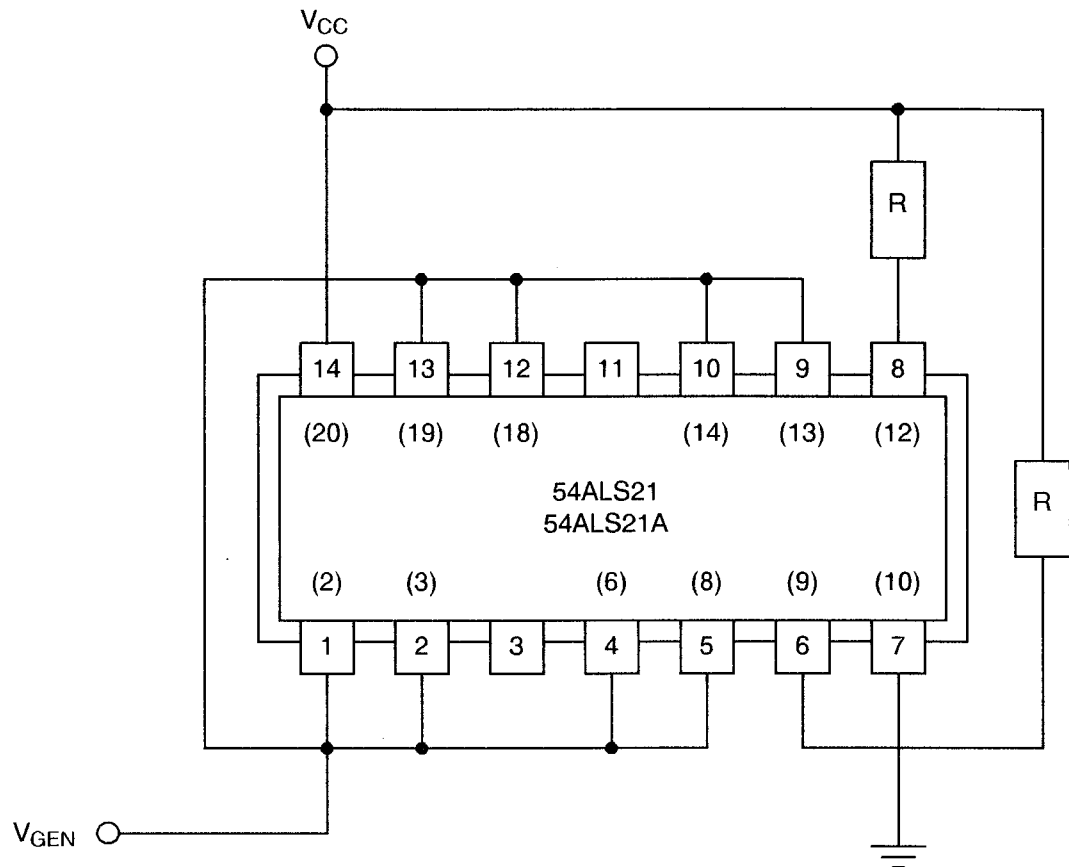 VCC
R
14 13 12 11 10 9 8
(20) (19) (18) (14) (13) (12)
54ALS21
R
54ALS21A
(2) (3) (6) (8) (9) (10)
1 2 3 4 5 6 7
VGEN